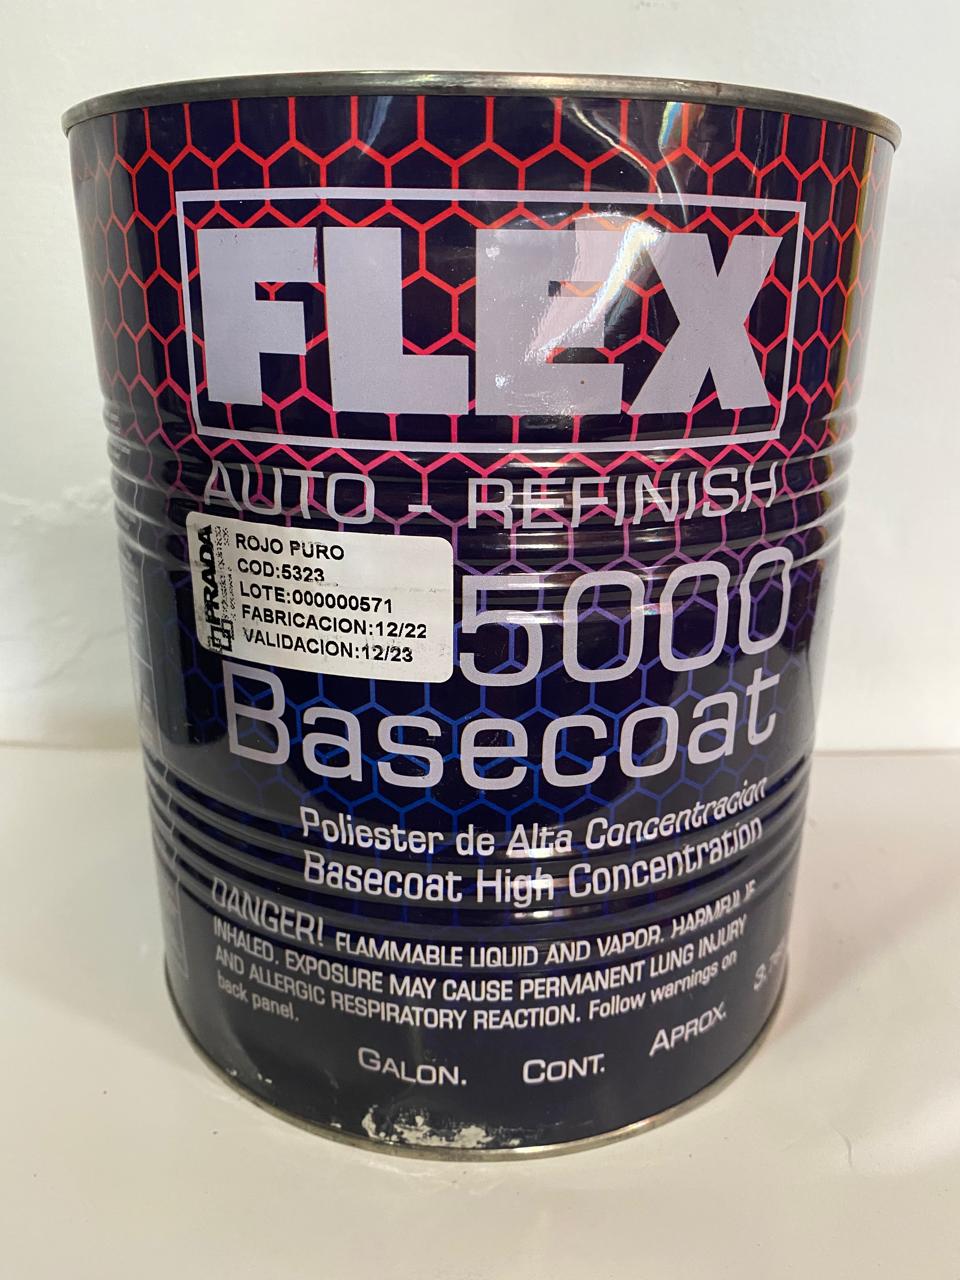 FLEX
AUTO - REFINISH
PRADA
ROJO PURO
COD:5323
LOTE:000000571
FABRICACION:12/22
VALIDACION:12/23
5000
Basecoat
Poliester de Alta Concentracion
Basecoat High Concentration
DANGER! FLAMMABLE LIQUID AND VAPOR. HARMFUL IF
INHALED. EXPOSURE MAY CAUSE PERMANENT LUNG INJURY
AND ALLERGIC RESPIRATORY REACTION. Follow warnings on
back panel.
GALON. CONT. APROX.